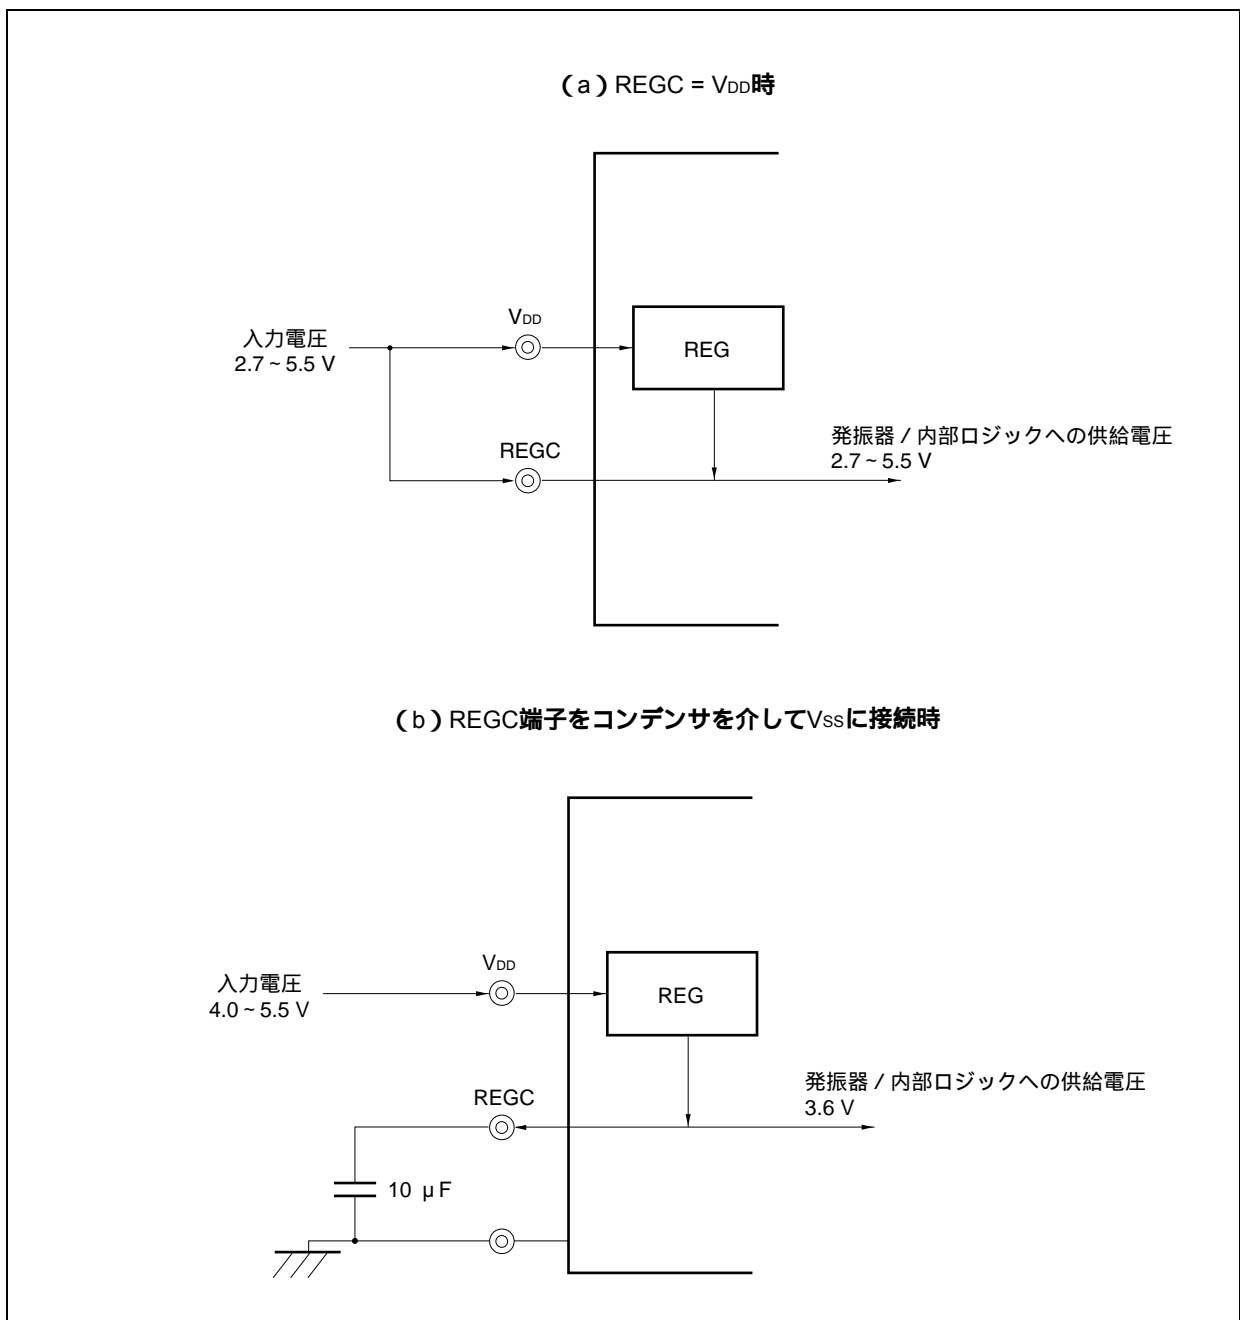 （a）REGC = VDD時
VDD
入力電圧
2.7～5.5 V
REG
REGC
発振器 / 内部ロジックへの供給電圧
2.7～5.5 V
（b）REGC端子をコンデンサを介してVSSに接続時
VDD
入力電圧
4.0～5.5 V
REG
発振器 / 内部ロジックへの供給電圧
3.6 V
REGC
10 μF